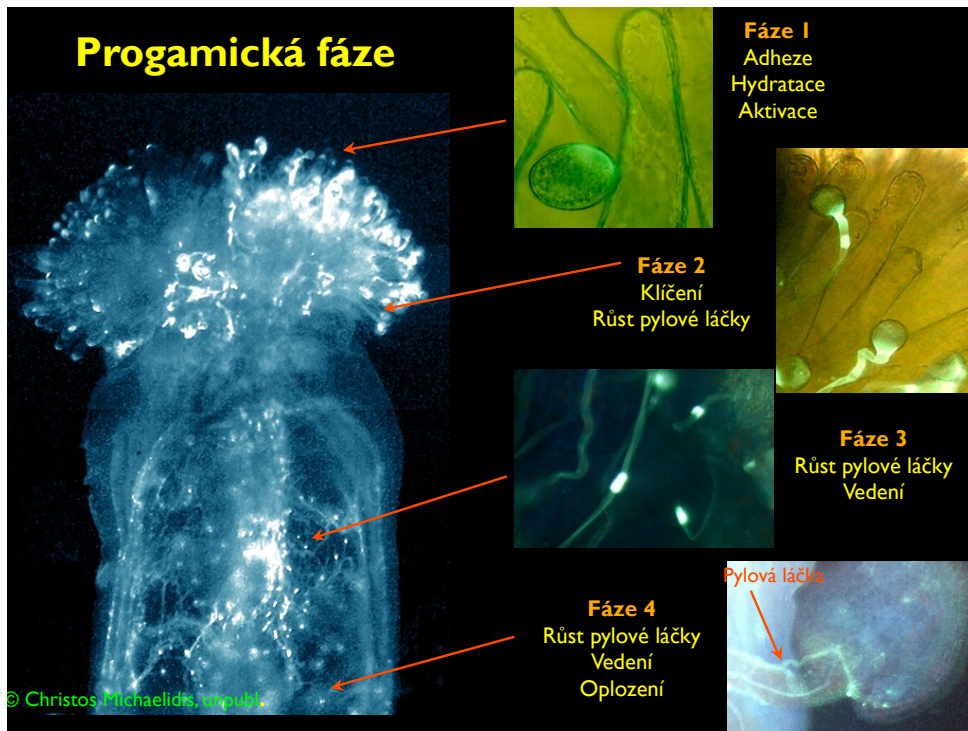 Progamická fáze
Fáze 1
Adheze
Hydratace
Aktivace
Fáze 2
Klíčení
Růst pylové láčky
Fáze 3
Růst pylové láčky
Vedení
Pylová láčka
Fáze 4
Růst pylové láčky
Vedení
Oplození
© Christos Michaelidis, unpubl.